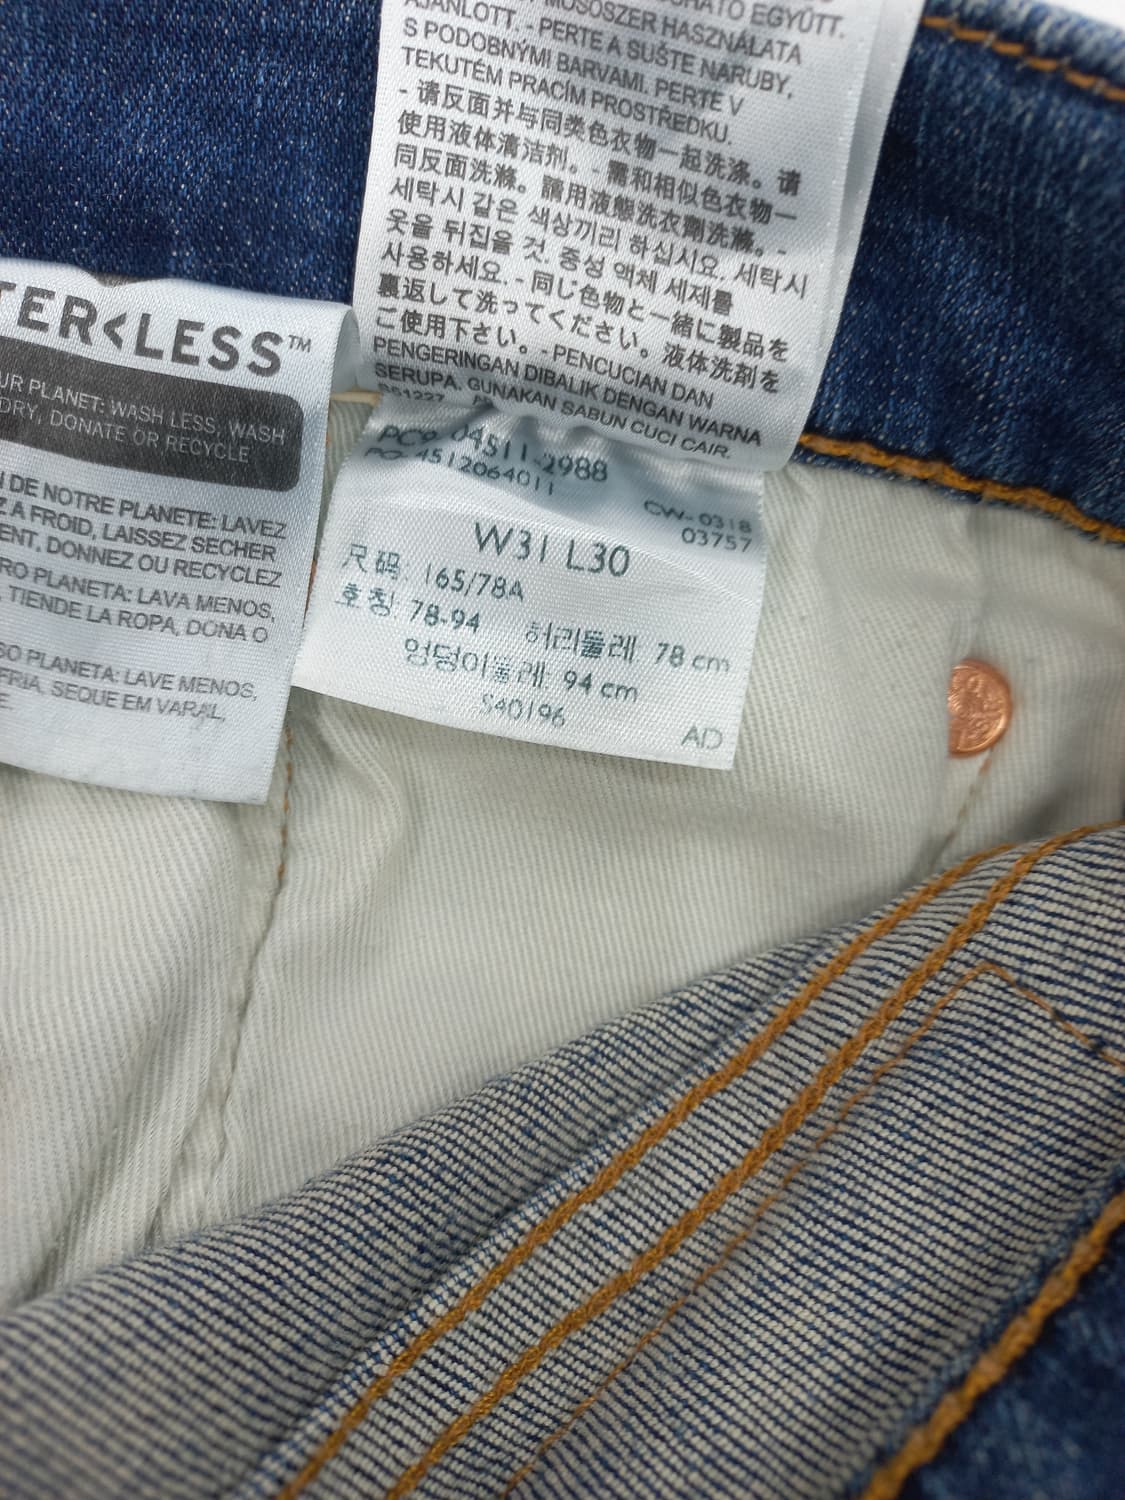 TER<LESS™
UR PLANET: WASH LESS, WASH
DRY, DONATE OR RECYCLE
N DE NOTRE PLANETE: LAVEZ
Z A FROID, LAISSEZ SECHER
ENT, DONNEZ OU RECYCLEZ
RO PLANETA: LAVA MENOS,
, TIENDE LA ROPA, DONA O
SO PLANETA: LAVE MENOS,
FRIA, SEQUE EM VARAL,
E.
HATÓ EGYÜTT.
AJÁNLOTT. - PERTE A SUŠTE NARUBY,
MOSÓSZER HASZNÁLATA
S PODOBNÝMI BARVAMI. PERTE V
TEKUTÉM PRACÍM PROSTŘEDKU.
- 请反面并与同类色衣物一起洗涤。请
使用液体清洁剂。- 需和相似色衣物一
同反面洗滌。請用液態洗衣劑洗滌。-
세탁시 같은 색상끼리 하십시요. 세탁시
옷을 뒤집을 것. 중성 액체 세제를
사용하세요. - 同じ色物と一緒に製品を
裏返して洗ってください。液体洗剤を
ご使用下さい。- PENCUCIAN DAN
PENGERINGAN DIBALIK DENGAN WARNA
SERUPA. GUNAKAN SABUN CUCI CAIR.
PC9-04511-2988
PO-4512064011
CW-0318
03757
W31 L30
尺码: 165/78A
호칭: 78-94 허리둘레 78 cm
엉덩이둘레: 94 cm
S40196
AD